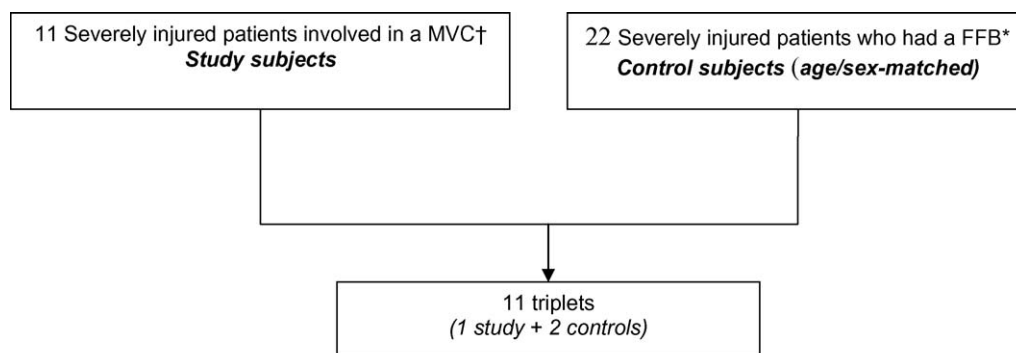 11 Severely injured patients involved in a MVC†
Study subjects
22 Severely injured patients who had a FFB*
Control subjects (age/sex-matched)
11 triplets
(1 study + 2 controls)